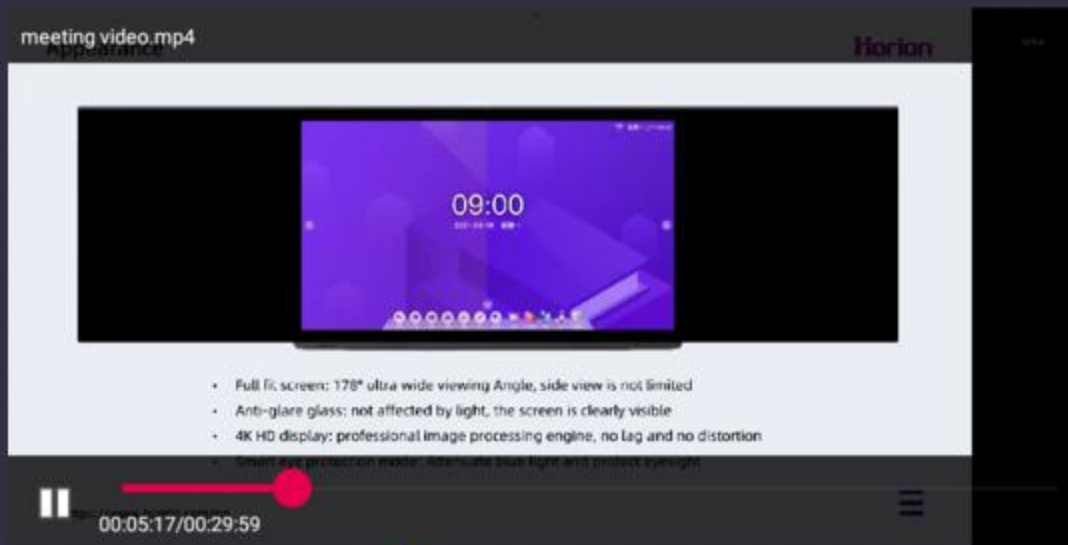 meeting video.mp4
Appearance
Horion
09:00
• Full fit screen: 178° ultra wide viewing Angle, side view is not limited
• Anti-glare glass: not affected by light, the screen is clearly visible
• 4K HD display: professional image processing engine, no lag and no distortion
• Smart eye protection mode: Attenuate blue light and protect eyesight
00:05:17/00:29:59